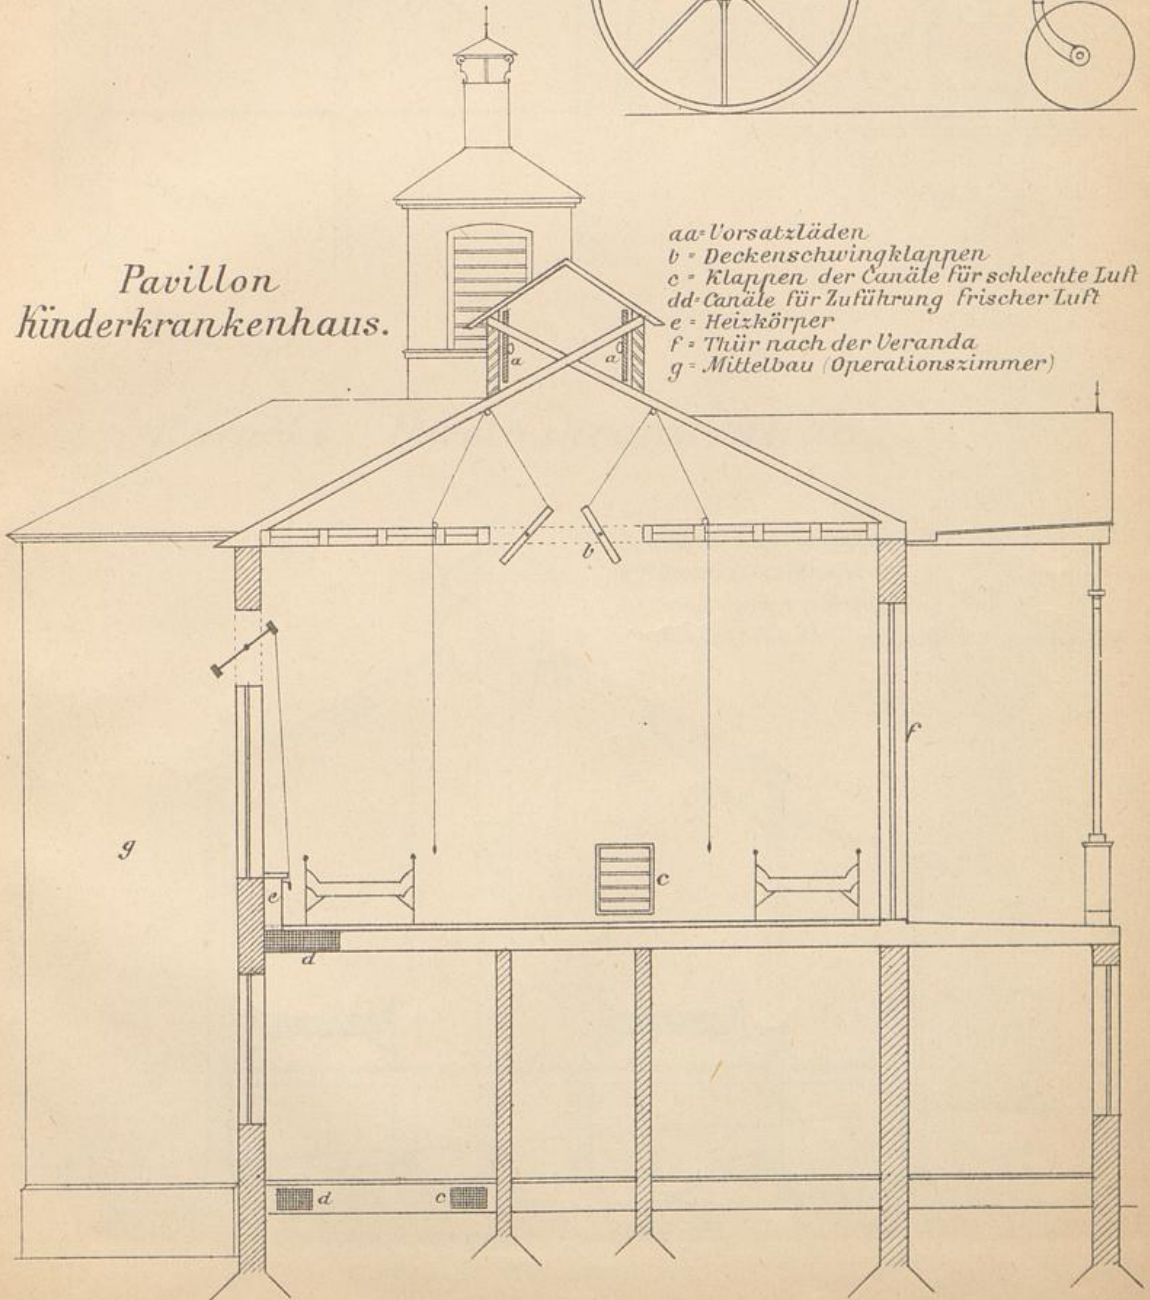 Pavillon
Kinderkrankenhaus.
aa = Vorsatzläden
b = Deckenschwingklappen
c = Klappen der Canäle für schlechte Luft
dd = Canäle für Zuführung frischer Luft
e = Heizkörper
f = Thür nach der Veranda
g = Mittelbau (Operationszimmer)
a a
b
f
g
c
e
d
d c